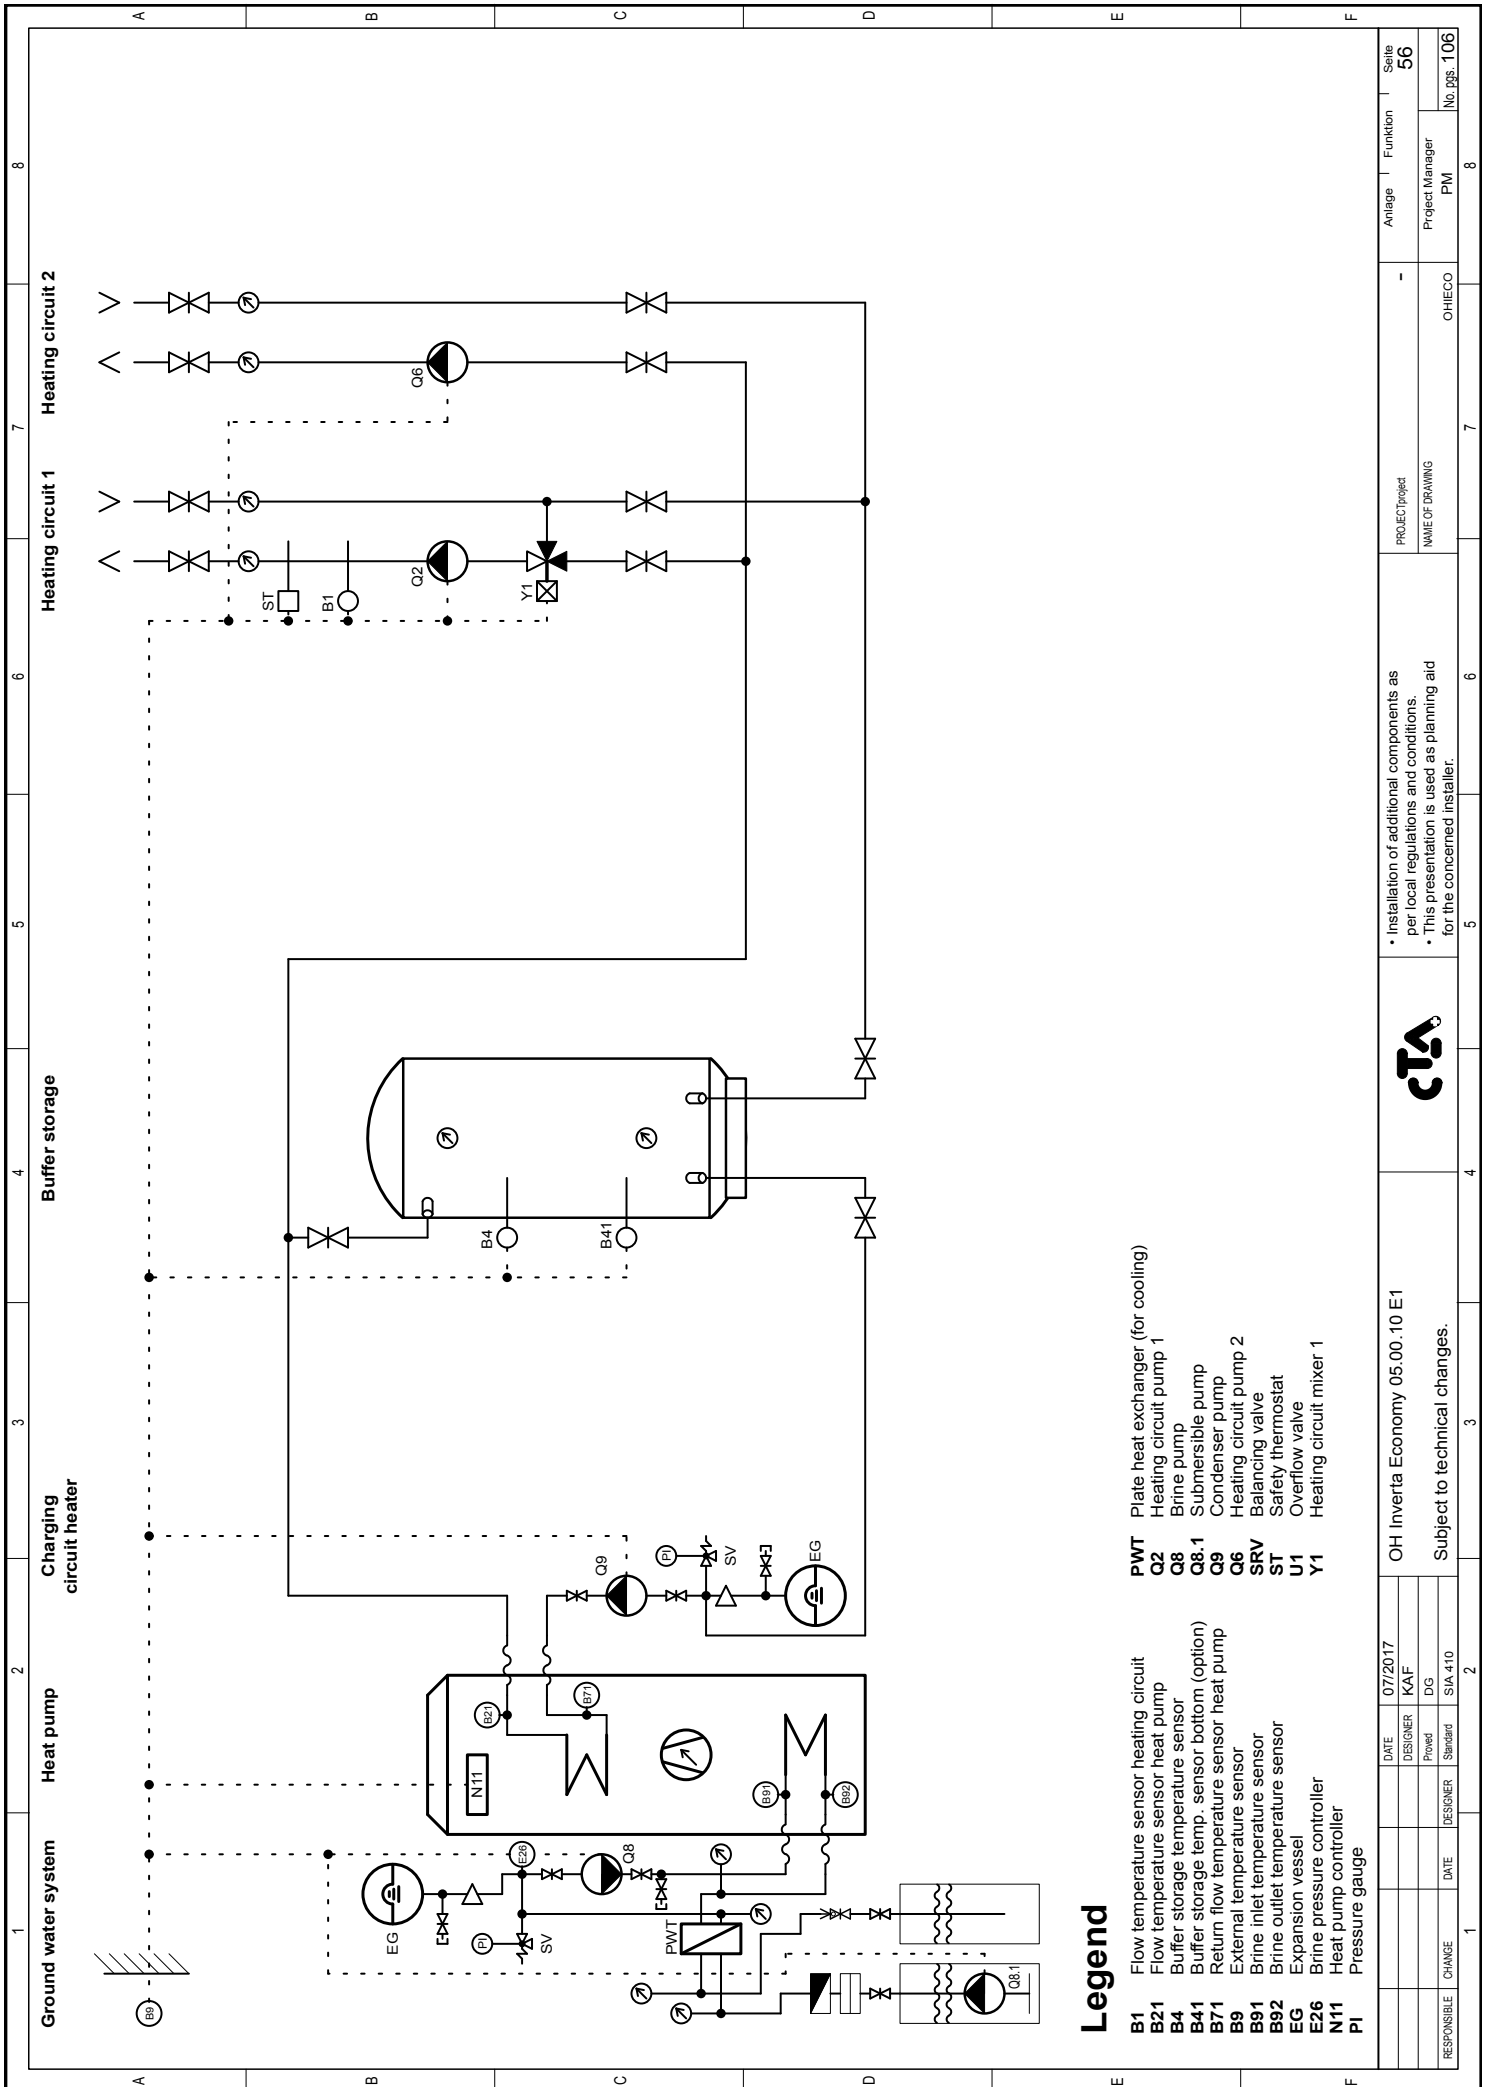 1 2 3 4 5 6 7 8
A
B
C
D
E
F
Ground water system
Heat pump
Charging
circuit heater
Buffer storage
Heating circuit 1
Heating circuit 2
B9
EG
PI
SV
E26
Q8
PWT
Q8.1
N11
B21
B71
B91
B92
Q9
PI
SV
EG
B4
B41
ST
B1
Q2
Y1
Q6
Legend
B1 Flow temperature sensor heating circuit
B21 Flow temperature sensor heat pump
B4 Buffer storage temperature sensor
B41 Buffer storage temp. sensor bottom (option)
B71 Return flow temperature sensor heat pump
B9 External temperature sensor
B91 Brine inlet temperature sensor
B92 Brine outlet temperature sensor
EG Expansion vessel
E26 Brine pressure controller
N11 Heat pump controller
PI Pressure gauge
PWT Plate heat exchanger (for cooling)
Q2 Heating circuit pump 1
Q8 Brine pump
Q8.1 Submersible pump
Q9 Condenser pump
Q6 Heating circuit pump 2
SRV Balancing valve
ST Safety thermostat
U1 Overflow valve
Y1 Heating circuit mixer 1
A
B
C
D
E
F
RESPONSIBLE CHANGE DATE DESIGNER
DATE 07/2017
DESIGNER KAF
Proved DG
Standard SIA 410
OH Inverta Economy 05.00.10 E1
Subject to technical changes.
CTA
• Installation of additional components as
per local regulations and conditions.
• This presentation is used as planning aid
for the concerned installer.
PROJECTproject -
NAME OF DRAWING
OHIECO
Anlage Funktion Seite
56
Project Manager
PM
No. pgs. 106
1 2 3 4 5 6 7 8